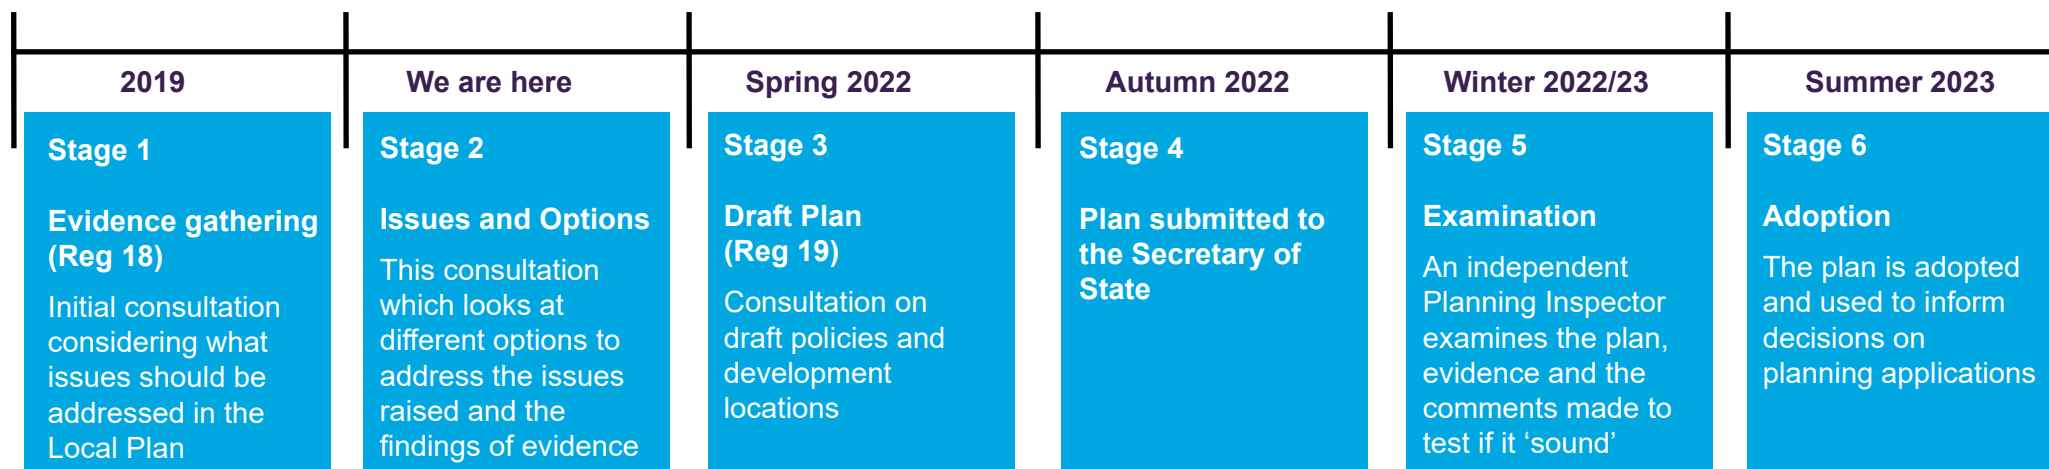 2019
Stage 1
Evidence gathering
(Reg 18)
Initial consultation
considering what
issues should be
addressed in the
Local Plan
We are here
Stage 2
Issues and Options
This consultation
which looks at
different options to
address the issues
raised and the
findings of evidence
Spring 2022
Stage 3
Draft Plan
(Reg 19)
Consultation on
draft policies and
development
locations
Autumn 2022
Stage 4
Plan submitted to
the Secretary of
State
Winter 2022/23
Stage 5
Examination
An independent
Planning Inspector
examines the plan,
evidence and the
comments made to
test if it ‘sound’
Summer 2023
Stage 6
Adoption
The plan is adopted
and used to inform
decisions on
planning applications